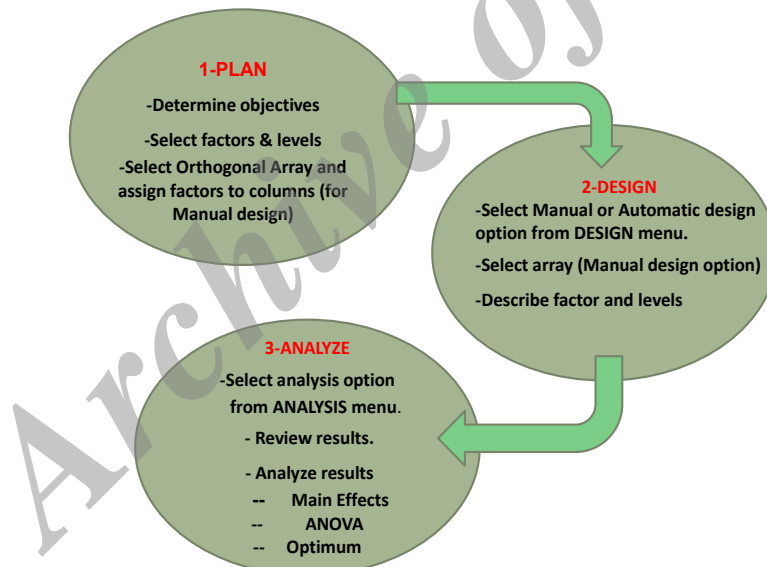 Archive of
1-PLAN
-Determine objectives
-Select factors & levels
-Select Orthogonal Array and
assign factors to columns (for
Manual design)
2-DESIGN
-Select Manual or Automatic design
option from DESIGN menu.
-Select array (Manual design option)
-Describe factor and levels
3-ANALYZE
-Select analysis option
from ANALYSIS menu.
- Review results.
- Analyze results
-- Main Effects
-- ANOVA
-- Optimum